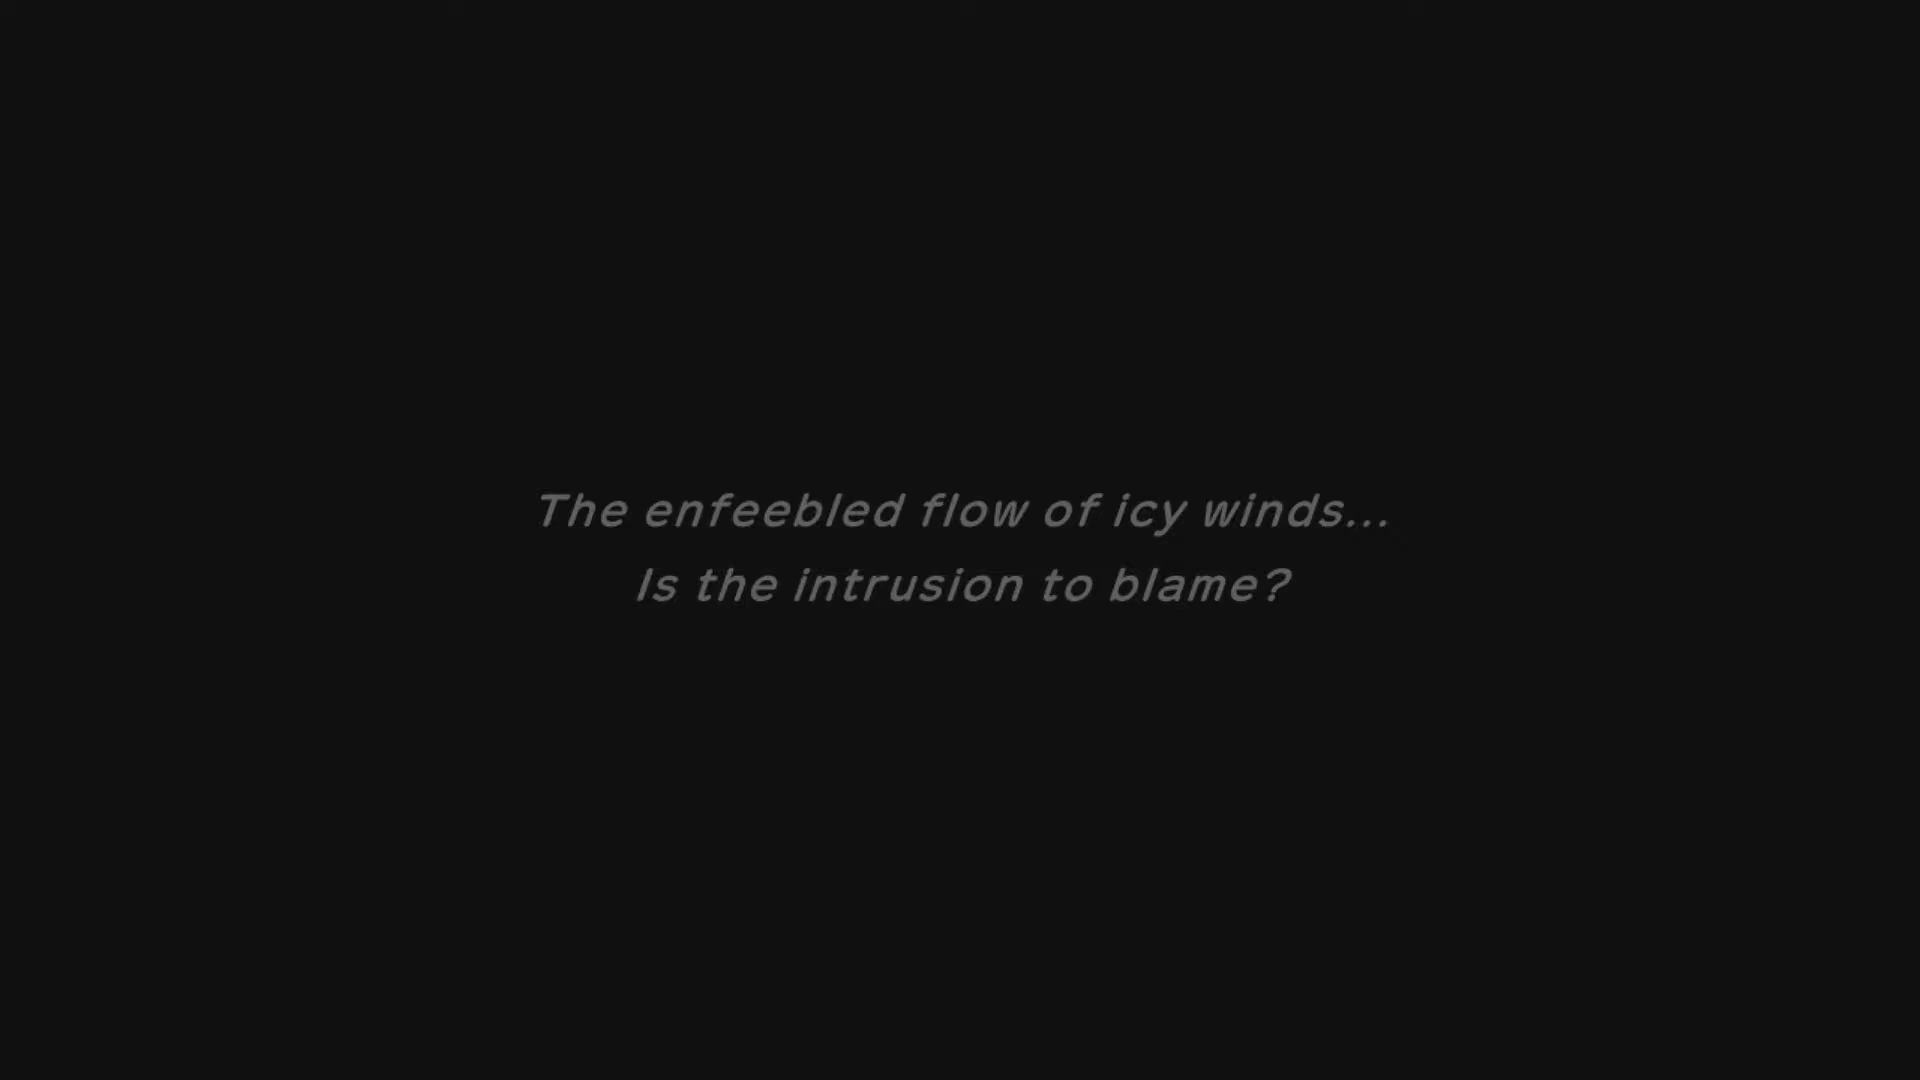 The enfeebled flow of icy winds...
Is the intrusion to blame?